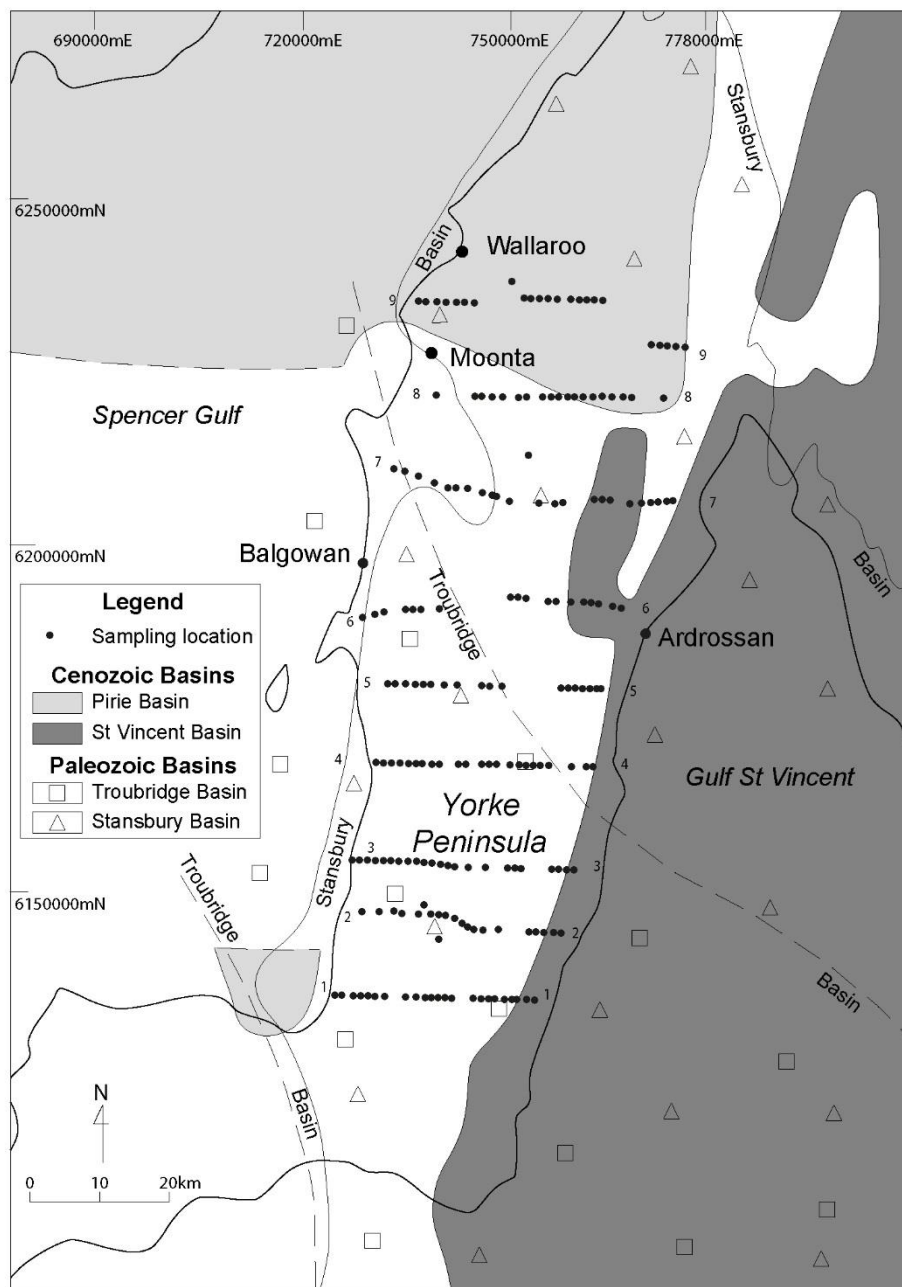 690000mE
720000mE
750000mE
778000mE
Stansbury
6250000mN
Basin
Wallaroo
9
Moonta
9
8
8
Spencer Gulf
7
7
6200000mN
Balgowan
Troubridge
Basin
Legend
Sampling location
Cenozoic Basins
Pirie Basin
St Vincent Basin
Paleozoic Basins
Troubridge Basin
Stansbury Basin
6
6
Ardrossan
5
5
4
4
Gulf St Vincent
Yorke
Peninsula
Stansbury
3
3
Troubridge
6150000mN
2
2
Basin
1
1
Basin
N
0
10
20km